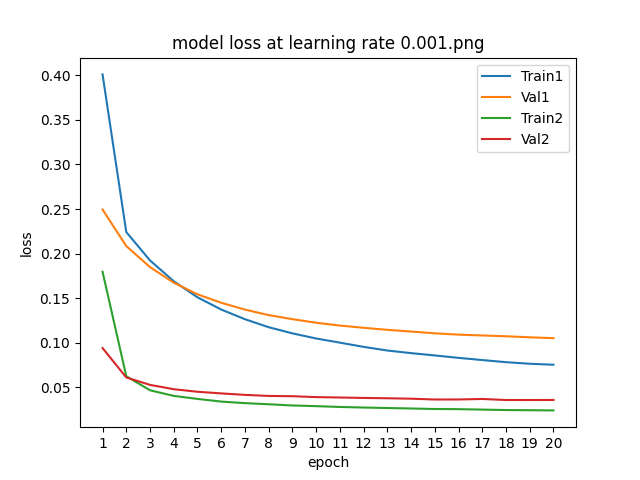 model loss at learning rate 0.001.png
Train1
Val1
Train2
Val2
loss
0.40
0.35
0.30
0.25
0.20
0.15
0.10
0.05
1 2 3 4 5 6 7 8 9 10 11 12 13 14 15 16 17 18 19 20
epoch